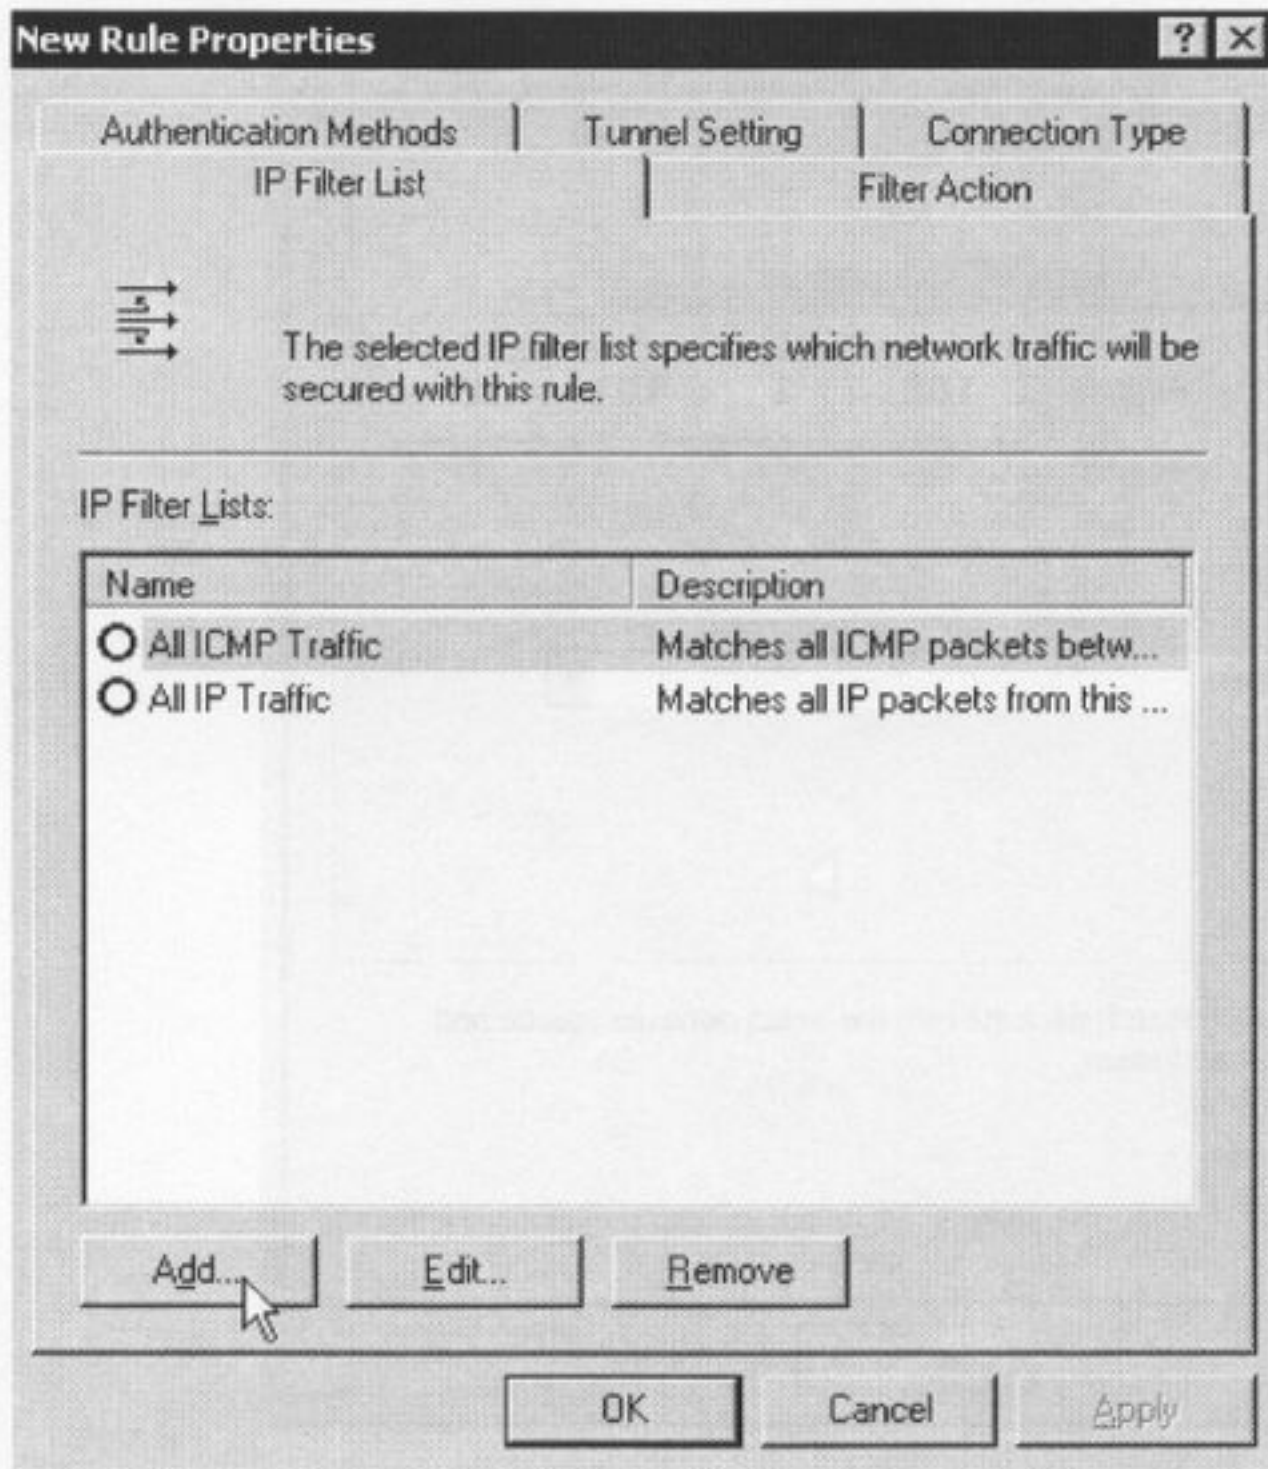 New Rule Properties
Authentication Methods
Tunnel Setting
Connection Type
IP Filter List
Filter Action
The selected IP filter list specifies which network traffic will be
secured with this rule.
IP Filter Lists:
Name Description
All ICMP Traffic Matches all ICMP packets betw...
All IP Traffic Matches all IP packets from this ...
Add... Edit... Remove
OK Cancel Apply